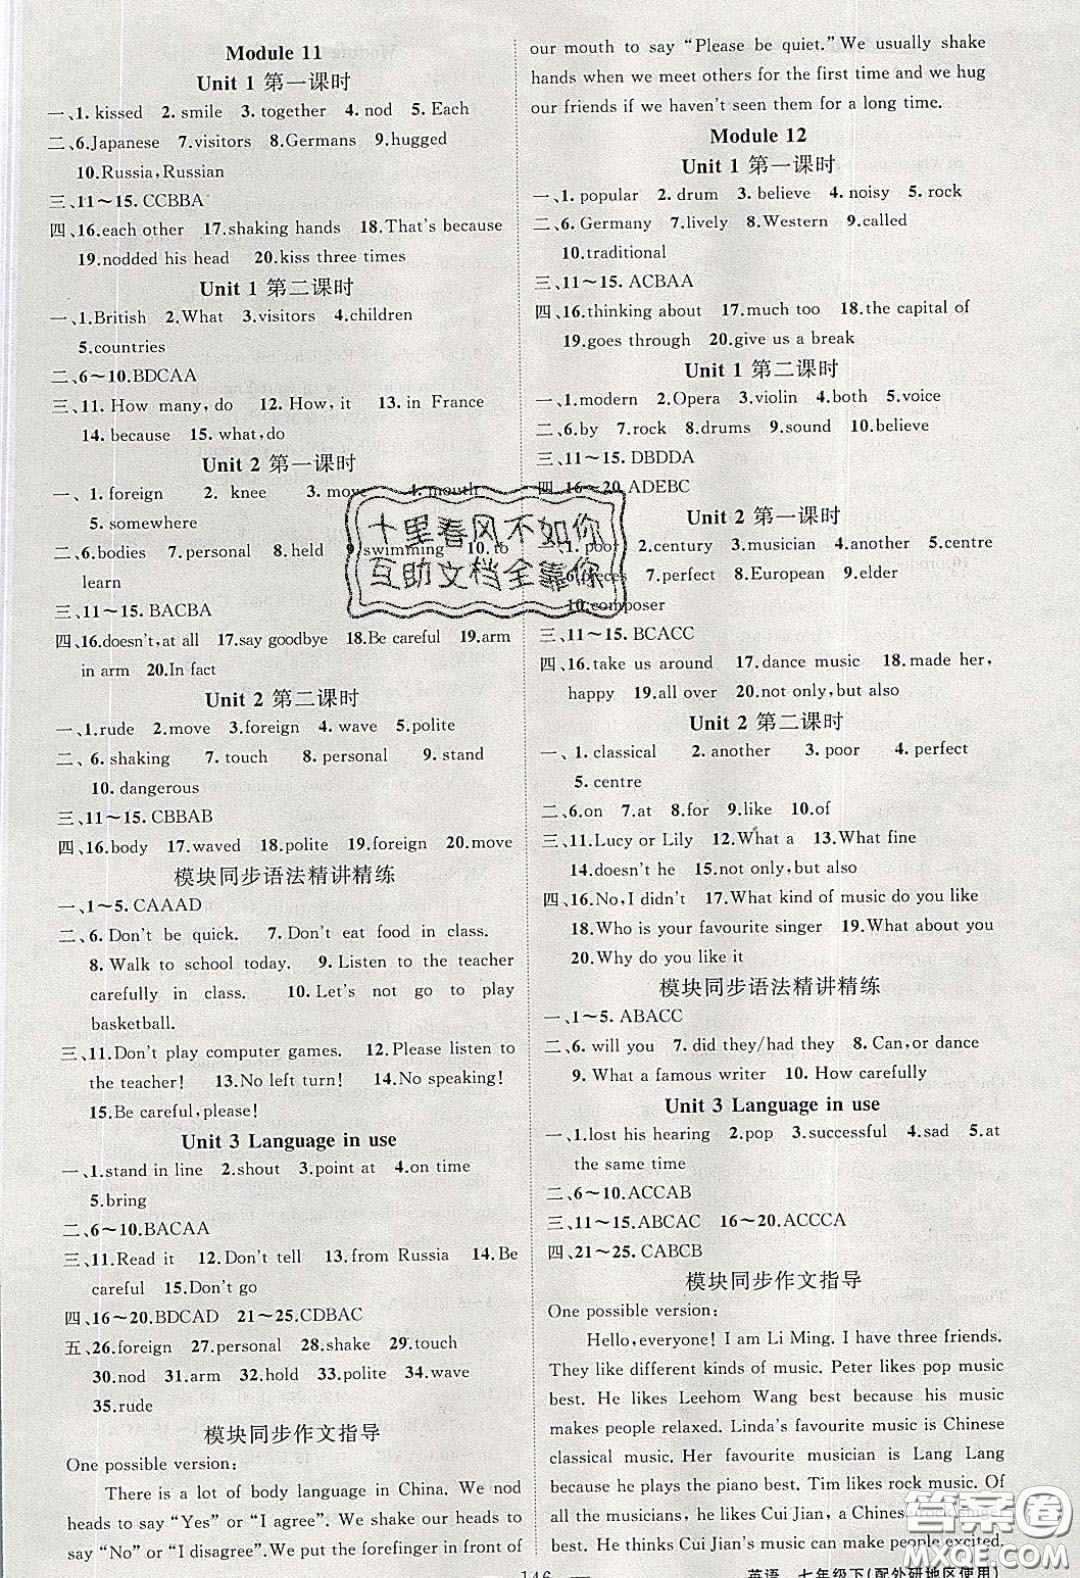 Module 11
Unit 1 第一课时
一、1. kissed 2. smile 3. together 4. nod 5. Each
二、6.Japanese 7.visitors 8.Germans 9.hugged
10.Russia,Russian
三、11～15. CCBBA
四、16.each other 17.shaking hands 18.That's because
19.nodded his head 20.kiss three times
Unit 1 第二课时
一、1.British 2.What 3.visitors 4.children
5.countries
二、6～10.BDCAA
三、11. How many, do 12. How, it 13. in France
14. because 15. what,do
Unit 2 第一课时
一、1. foreign 2. knee 3. move 4. mouth
5. somewhere
二、6.bodies 7.personal 8.held 9.swimming 10.to
learn
三、11～15. BACBA
四、16.doesn't,at all 17.say goodbye 18.Be careful 19.arm
in arm 20.In fact
Unit 2 第二课时
一、1.rude 2.move 3.foreign 4. wave 5.polite
二、6. shaking 7. touch 8. personal 9. stand
10. dangerous
三、11～15. CBBAB
四、16.body 17.waved 18.polite 19.foreign 20.move
模块同步语法精讲精练
一、1～5. CAAAD
二、6. Don't be quick. 7. Don't eat food in class.
8. Walk to school today. 9. Listen to the teacher
carefully in class. 10. Let's not go to play
basketball.
三、11.Don't play computer games. 12.Please listen to
the teacher! 13.No left turn! 14.No speaking!
15.Be careful,please!
Unit 3 Language in use
一、1.stand in line 2.shout 3.point at 4.on time
5.bring
二、6～10.BACAA
三、11.Read it 12.Don't tell 13.from Russia 14.Be
careful 15.Don't go
四、16～20.BDCAD 21～25.CDBAC
五、26.foreign 27.personal 28.shake 29.touch
30.nod 31.arm 32.hold 33.polite 34.wave
35.rude
模块同步作文指导
One possible version:
There is a lot of body language in China. We nod
heads to say "Yes" or "I agree". We shake our heads to
say "No" or "I disagree".We put the forefinger in front of
our mouth to say "Please be quiet."We usually shake
hands when we meet others for the first time and we hug
our friends if we haven't seen them for a long time.
Module 12
Unit 1 第一课时
一、1. popular 2. drum 3. believe 4. noisy 5. rock
二、6. Germany 7.lively 8. Western 9.called
10.traditional
三、11～15. ACBAA
四、16.thinking about 17.much too 18.the capital of
19.goes through 20.give us a break
Unit 1 第二课时
一、1.modern 2.Opera 3.violin 4.both 5.voice
二、6.by 7.rock 8.drums 9.sound 10.believe
三、11～15. DBDDA
四、16～20. ADEBC
Unit 2 第一课时
一、1. poor 2.century 3.musician 4.another 5.centre
二、6.pieces 7.perfect 8.European 9.elder
10.composer
三、11～15. BCACC
四、16.take us around 17.dance music 18.made her,
happy 19.all over 20.not only,but also
Unit 2 第二课时
一、1. classical 2. another 3. poor 4. perfect
5. centre
二、6.on 7.at 8.for 9.like 10.of
三、11.Lucy or Lily 12.What a 13.What fine
14.doesn't he 15.not only,but also
四、16.No,I didn't 17.What kind of music do you like
18.Who is your favourite singer 19.What about you
20.Why do you like it
模块同步语法精讲精练
一、1～5. ABACC
二、6. will you 7. did they/had they 8. Can,or dance
9. What a famous writer 10. How carefully
Unit 3 Language in use
一、1.lost his hearing 2.pop 3.successful 4.sad 5.at
the same time
二、6～10.ACCAB
三、11～15.ABCAC 16～20.ACCCA
四、21～25.CABCB
模块同步作文指导
One possible version:
Hello,everyone! I am Li Ming. I have three friends.
They like different kinds of music. Peter likes pop music
best. He likes Leehom Wang best because his music
makes people relaxed. Linda's favourite music is Chinese
classical music. Her favourite musician is Lang Lang
because he plays the piano best. Tim likes rock music. Of
all the musicians, he likes Cui Jian, a Chinese rock
best. He thinks Cui Jian's music can make people excited.
146
英语 七年级下(配外研地区使用)
十里春风不如你
互助文档全靠你
答案圈
MXQE.COM